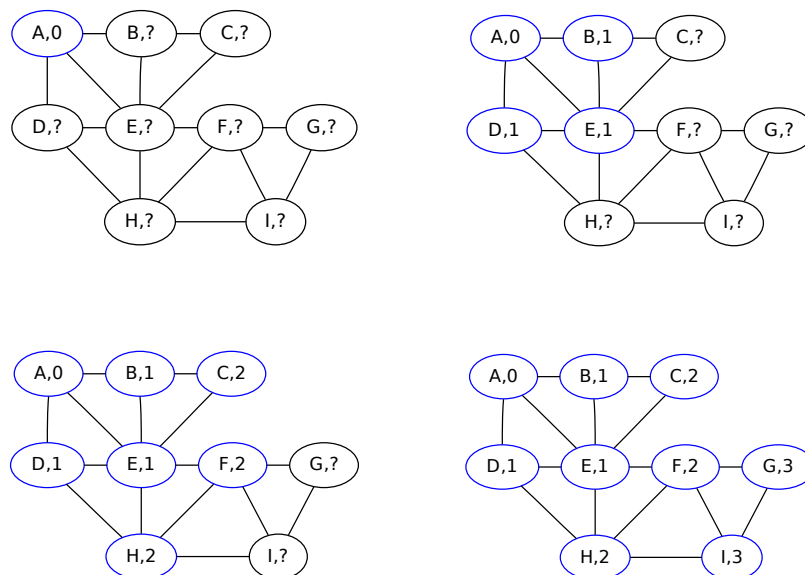 A,0 B,? C,?
D,? E,? F,? G,?
H,? I,?
A,0 B,1 C,?
D,1 E,1 F,? G,?
H,? I,?
A,0 B,1 C,2
D,1 E,1 F,2 G,?
H,2 I,?
A,0 B,1 C,2
D,1 E,1 F,2 G,3
H,2 I,3